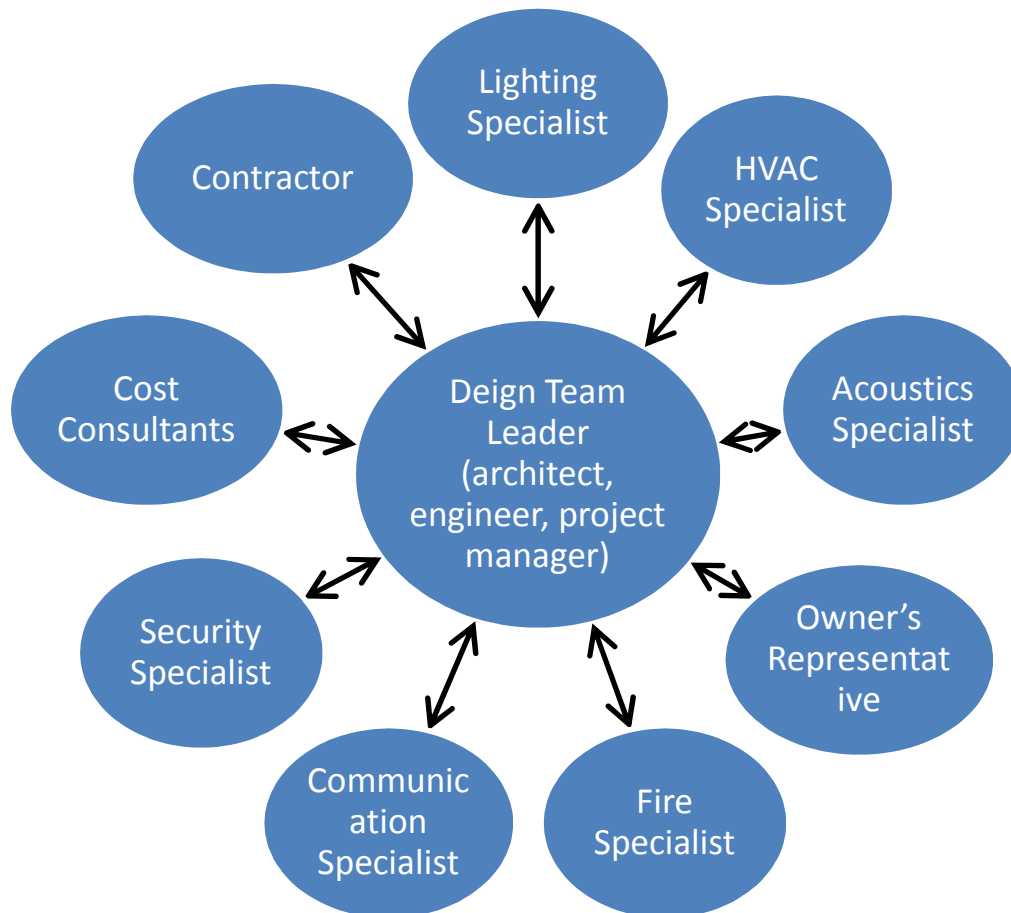 Lighting
Specialist
Contractor
HVAC
Specialist
Cost
Consultants
Deign Team
Leader
(architect,
engineer, project
manager)
Acoustics
Specialist
Security
Specialist
Owner’s
Representat
ive
Communic
ation
Specialist
Fire
Specialist